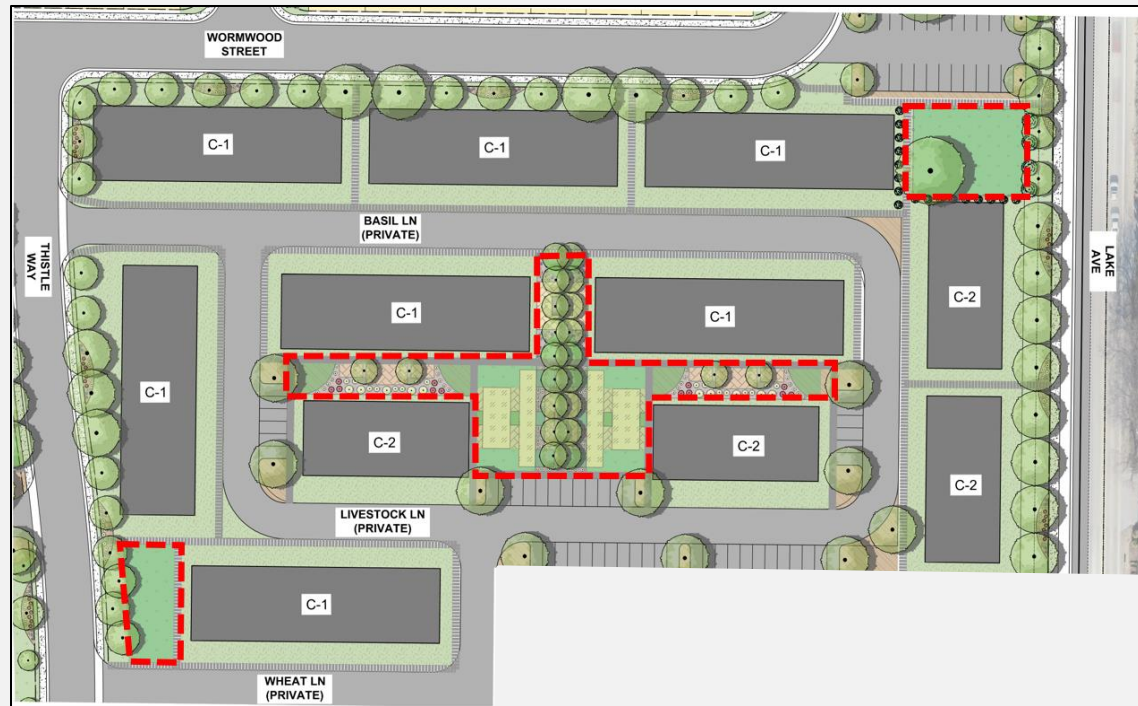 WORMWOOD
STREET
C-1
C-1
C-1
BASIL LN
(PRIVATE)
THISTLE
WAY
LAKE
AVE
C-2
C-1
C-1
C-1
C-2
C-2
C-2
LIVESTOCK LN
(PRIVATE)
C-1
WHEAT LN
(PRIVATE)